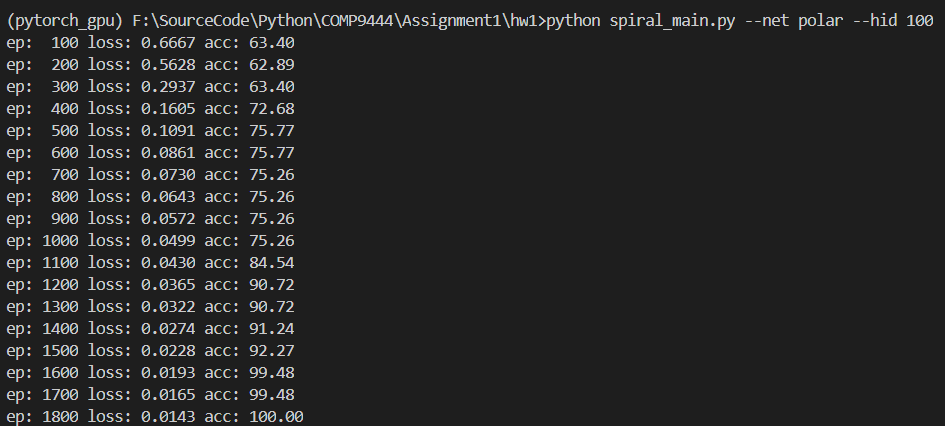 (pytorch_gpu) F:\SourceCode\Python\COMP9444\Assignment1\hw1>python spiral_main.py --net polar --hid 100
ep:  100 loss: 0.6667 acc: 63.40
ep:  200 loss: 0.5628 acc: 62.89
ep:  300 loss: 0.2937 acc: 63.40
ep:  400 loss: 0.1605 acc: 72.68
ep:  500 loss: 0.1091 acc: 75.77
ep:  600 loss: 0.0861 acc: 75.77
ep:  700 loss: 0.0730 acc: 75.26
ep:  800 loss: 0.0643 acc: 75.26
ep:  900 loss: 0.0572 acc: 75.26
ep: 1000 loss: 0.0499 acc: 75.26
ep: 1100 loss: 0.0430 acc: 84.54
ep: 1200 loss: 0.0365 acc: 90.72
ep: 1300 loss: 0.0322 acc: 90.72
ep: 1400 loss: 0.0274 acc: 91.24
ep: 1500 loss: 0.0228 acc: 92.27
ep: 1600 loss: 0.0193 acc: 99.48
ep: 1700 loss: 0.0165 acc: 99.48
ep: 1800 loss: 0.0143 acc: 100.00